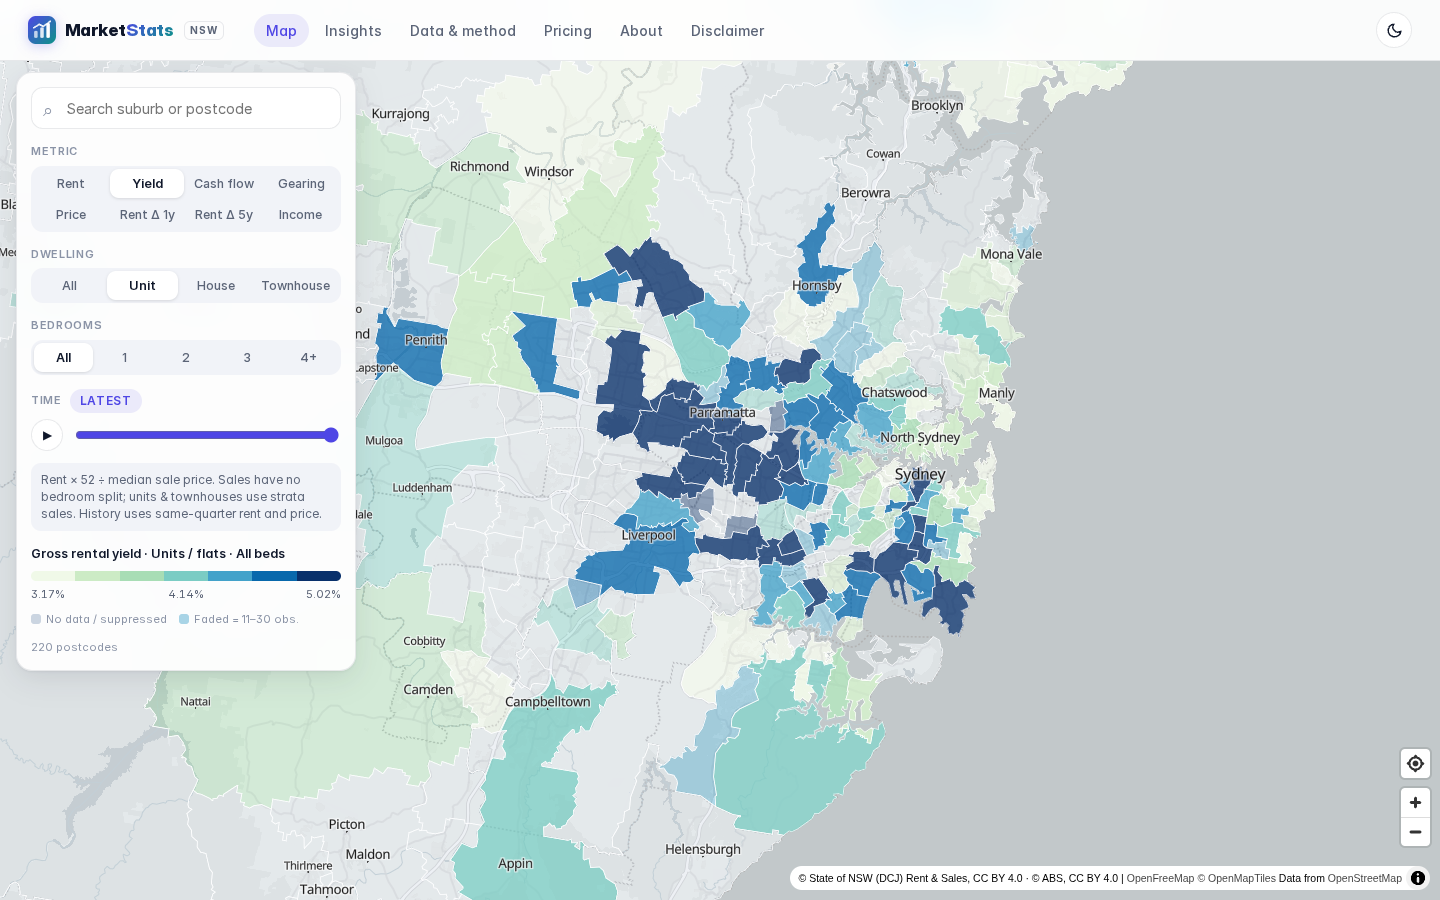 MarketStats NSW Map Insights Data & method Pricing About Disclaimer
Search suburb or postcode
METRIC
Rent Yield Cash flow Gearing
Price Rent Δ 1y Rent Δ 5y Income
DWELLING
All Unit House Townhouse
BEDROOMS
All 1 2 3 4+
TIME LATEST
Rent × 52 ÷ median sale price. Sales have no
bedroom split; units & townhouses use strata
sales. History uses same-quarter rent and price.
Gross rental yield · Units / flats · All beds
3.17% 4.14% 5.02%
No data / suppressed Faded = 11–30 obs.
220 postcodes
Kurrajong
Brooklyn
Cowan
Richmond
Windsor
Berowra
Mona Vale
Hornsby
Penrith
Chatswood
Manly
Parramatta
Mulgoa
North Sydney
Sydney
Luddenham
Liverpool
Cobbitty
Camden
Campbelltown
Nattai
Picton
Maldon
Thirlmere
Tahmoor
Appin
Helensburgh
© State of NSW (DCJ) Rent & Sales, CC BY 4.0 · © ABS, CC BY 4.0 | OpenFreeMap © OpenMapTiles Data from OpenStreetMap